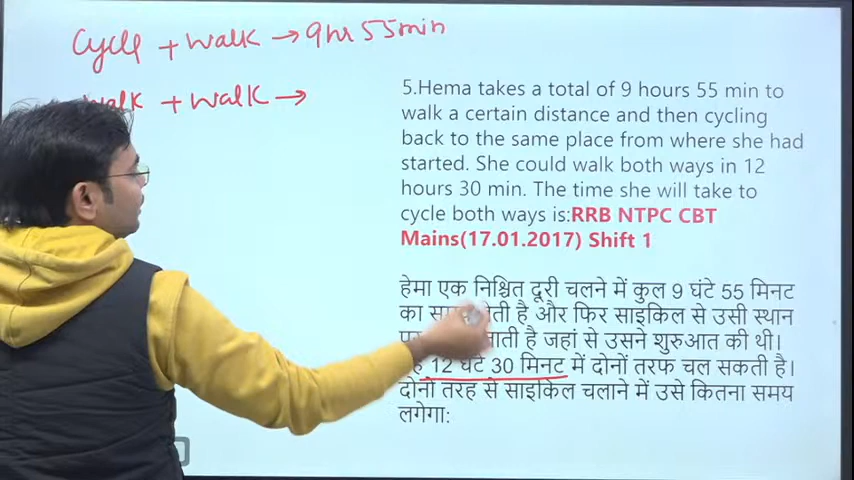 Cycle + walk → 9hr 55min
walk + walk →
5.Hema takes a total of 9 hours 55 min to
walk a certain distance and then cycling
back to the same place from where she had
started. She could walk both ways in 12
hours 30 min. The time she will take to
cycle both ways is:RRB NTPC CBT
Mains(17.01.2017) Shift 1
हेमा एक निश्चित दूरी चलने में कुल 9 घंटे 55 मिनट
का है और फिर साइकिल से उसी स्थान
जाती है जहां से उसने शुरुआत की थी।
12 घंटे 30 मिनट में दोनों तरफ चल सकती है।
दोनों तरह से साइकिल चलाने में उसे कितना समय
लगेगा: